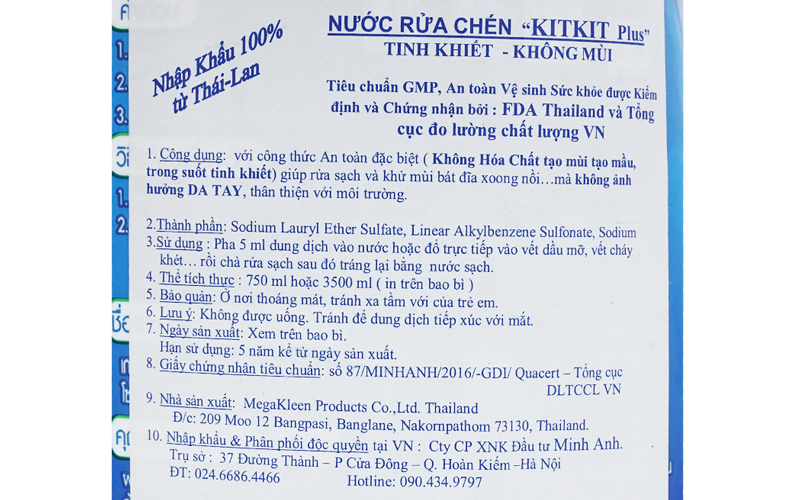 Nhập Khẩu 100%
từ Thái-Lan
NƯỚC RỬA CHÉN "KITKIT Plus"
TINH KHIẾT - KHÔNG MÙI
Tiêu chuẩn GMP, An toàn Vệ sinh Sức khỏe được Kiểm
định và Chứng nhận bởi : FDA Thailand và Tổng
cục đo lường chất lượng VN
1. Công dụng: với công thức An toàn đặc biệt ( Không Hóa Chất tạo mùi tạo mầu,
trong suốt tinh khiết) giúp rửa sạch và khử mùi bát đĩa xoong nồi...mà không ảnh
hưởng DA TAY, thân thiện với môi trường.
2.Thành phần: Sodium Lauryl Ether Sulfate, Linear Alkylbenzene Sulfonate, Sodium
3.Sử dụng : Pha 5 ml dung dịch vào nước hoặc đổ trực tiếp vào vết dầu mỡ, vết cháy
khét... rồi chà rửa sạch sau đó tráng lại bằng nước sạch.
4. Thể tích thực : 750 ml hoặc 3500 ml ( in trên bao bì )
5. Bảo quản: Ở nơi thoáng mát, tránh xa tầm với của trẻ em.
6. Lưu ý: Không được uống. Tránh để dung dịch tiếp xúc với mắt.
7. Ngày sản xuất: Xem trên bao bì.
Hạn sử dụng: 5 năm kể từ ngày sản xuất.
8. Giấy chứng nhận tiêu chuẩn: số 87/MINHANH/2016/-GDI/ Quacert – Tổng cục
DLTCCL VN
9. Nhà sản xuất: MegaKleen Products Co.,Ltd. Thailand
Đ/c: 209 Moo 12 Bangpasi, Banglane, Nakornpathom 73130, Thailand.
10. Nhập khẩu & Phân phối độc quyền tại VN : Cty CP XNK Đầu tư Minh Anh.
Trụ sở : 37 Đường Thành – P Cửa Đông – Q. Hoàn Kiếm –Hà Nội
ĐT: 024.6686.4466 Hotline: 090.434.9797
1.
2.
3.
1.
2.